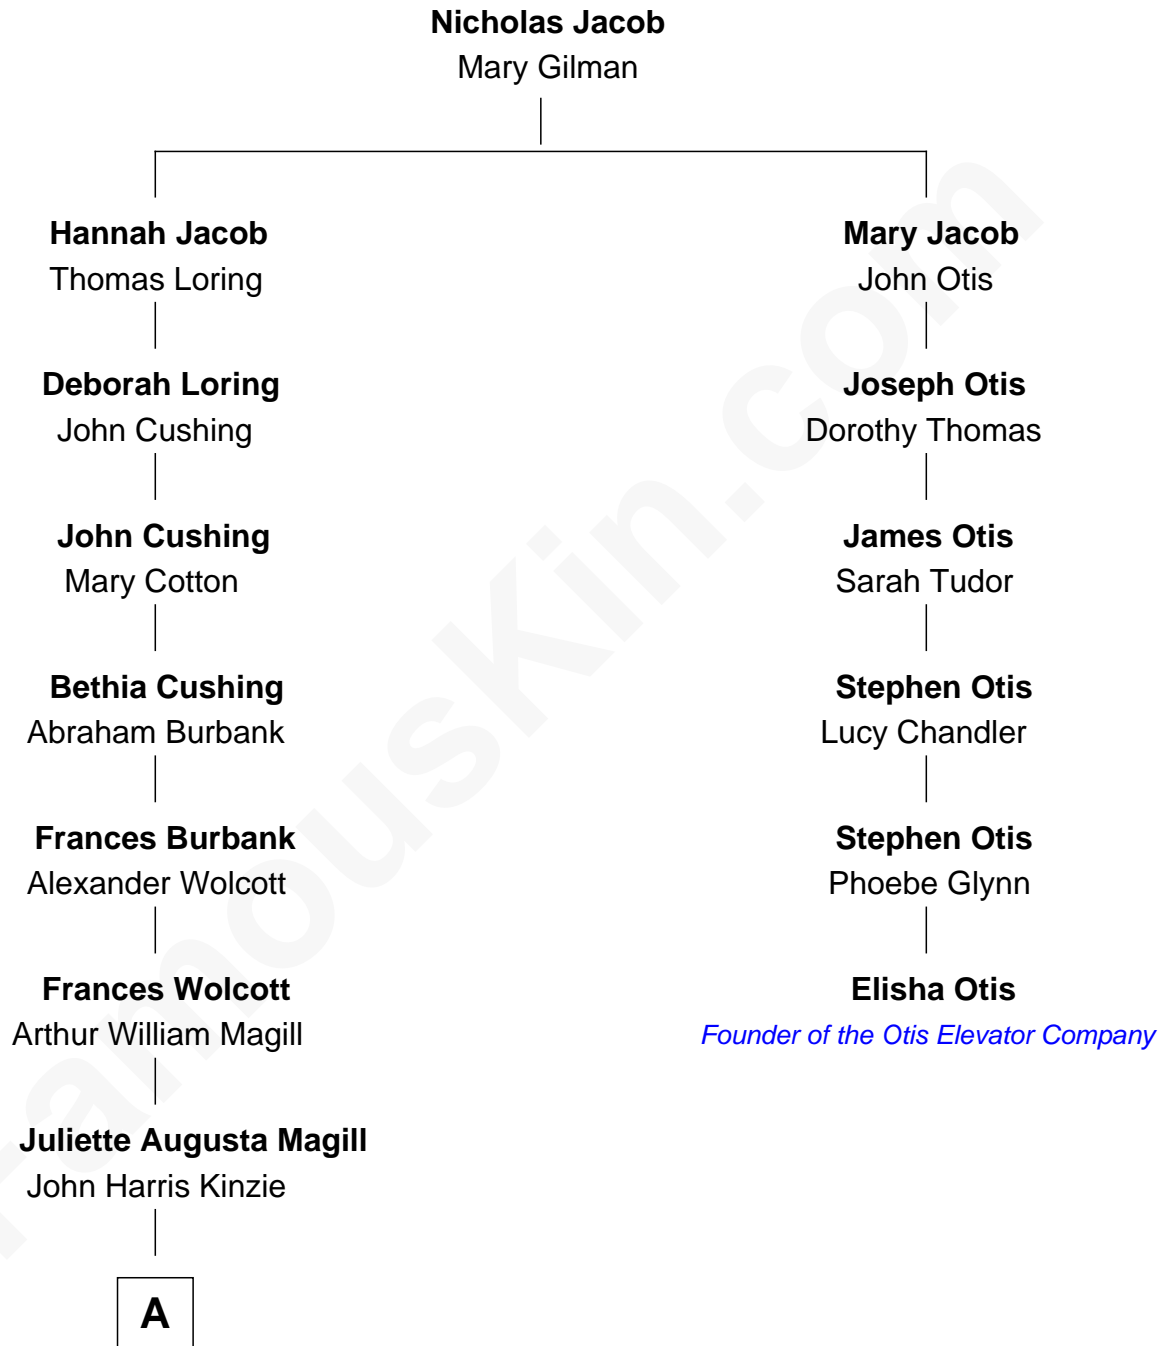 Nicholas Jacob
Mary Gilman
Hannah Jacob
Thomas Loring
Mary Jacob
John Otis
Deborah Loring
John Cushing
Joseph Otis
Dorothy Thomas
John Cushing
Mary Cotton
James Otis
Sarah Tudor
Bethia Cushing
Abraham Burbank
Stephen Otis
Lucy Chandler
Frances Burbank
Alexander Wolcott
Stephen Otis
Phoebe Glynn
Frances Wolcott
Arthur William Magill
Elisha Otis
Founder of the Otis Elevator Company
Juliette Augusta Magill
John Harris Kinzie
A
FamousKin.com